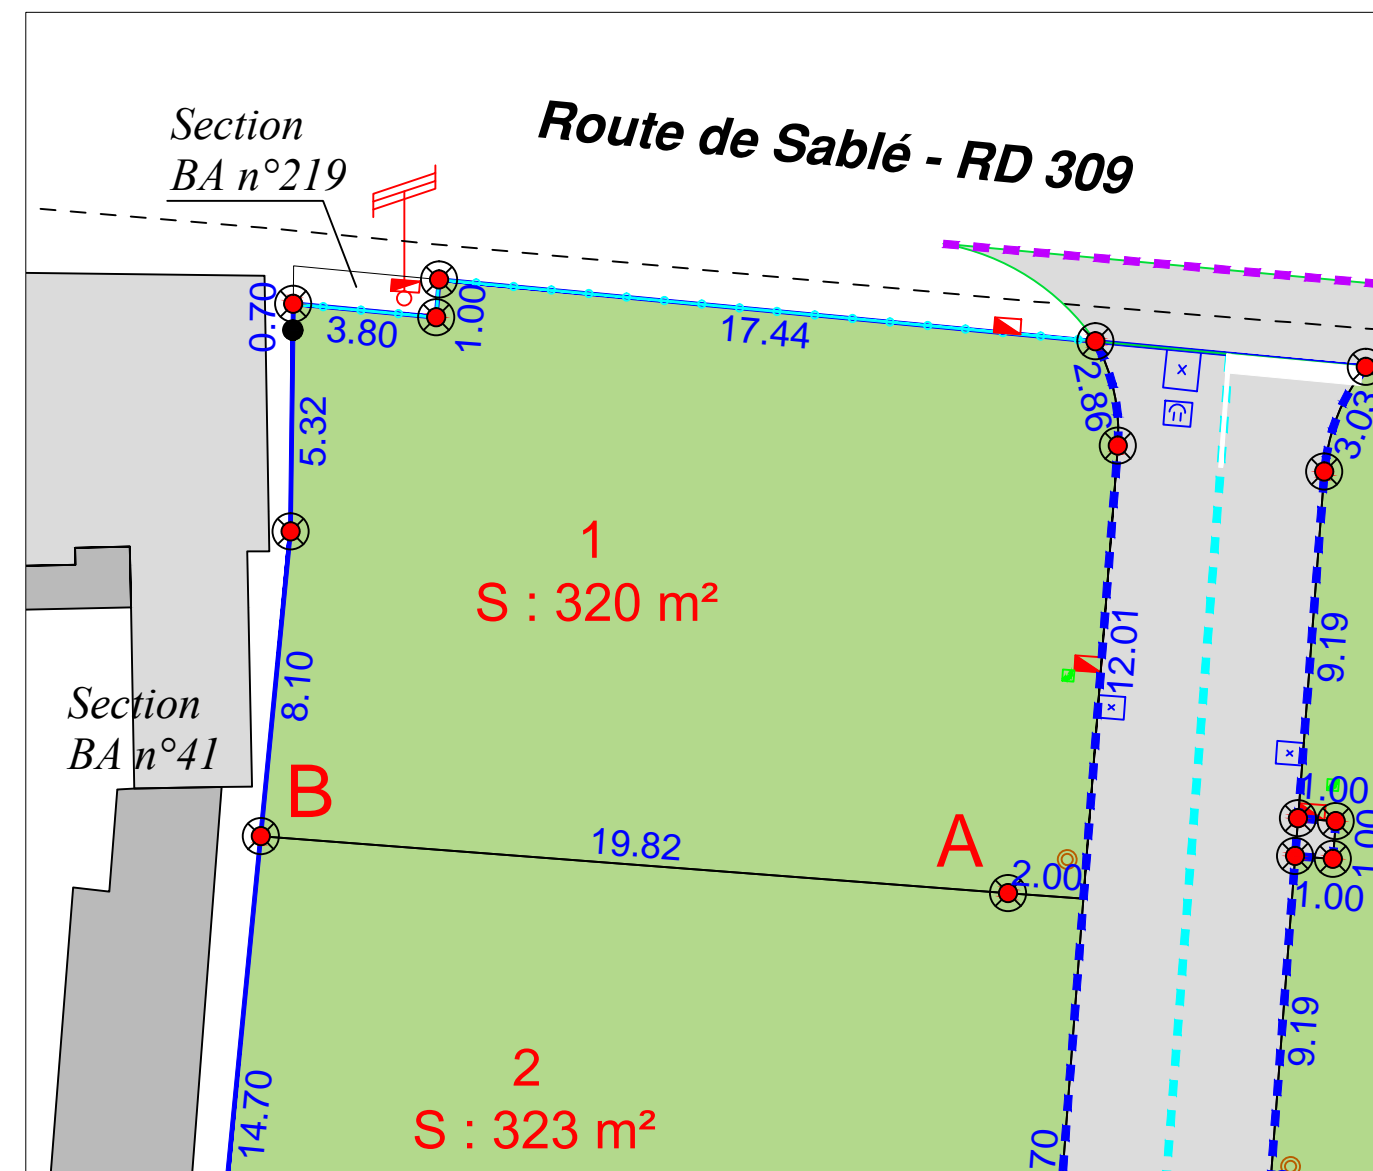 Route de Sablé - RD 309
Section
BA n°219
0.70
3.80
1.00
17.44
2.86
3.03
5.32
1
S : 320 m²
12.01
9.19
8.10
Section
BA n°41
B
19.82
A
2.00
1.00
1.00
1.00
9.19
2
S : 323 m²
14.70
70